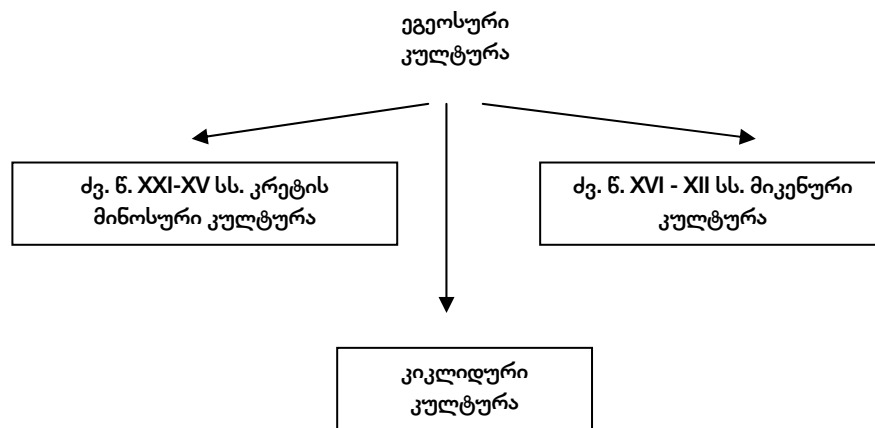 ეგეოსური
კულტურა
ძვ. წ. XXI-XV სს. კრეტის
მინოსური კულტურა
ძვ. წ. XVI - XII სს. მიკენური
კულტურა
კიკლიდური
კულტურა